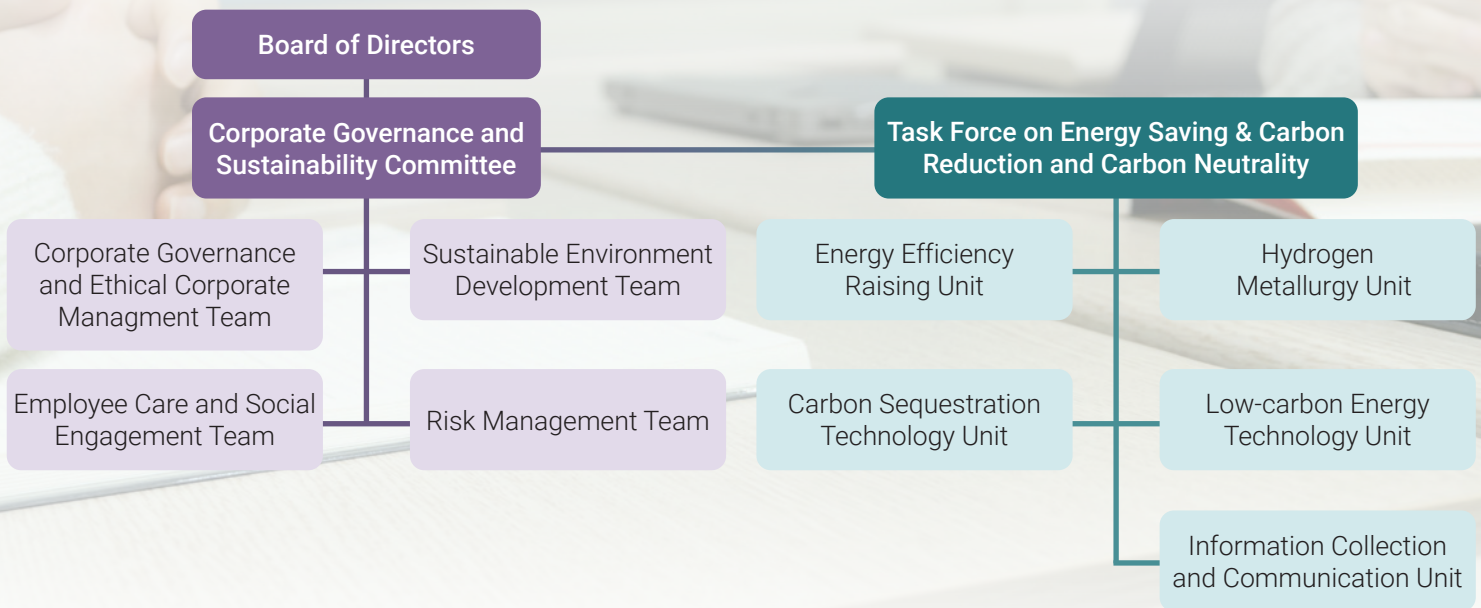 Board of Directors
Corporate Governance and
Sustainability Committee
Task Force on Energy Saving & Carbon
Reduction and Carbon Neutrality
Corporate Governance
and Ethical Corporate
Managment Team
Sustainable Environment
Development Team
Employee Care and Social
Engagement Team
Risk Management Team
Energy Efficiency
Raising Unit
Hydrogen
Metallurgy Unit
Carbon Sequestration
Technology Unit
Low-carbon Energy
Technology Unit
Information Collection
and Communication Unit